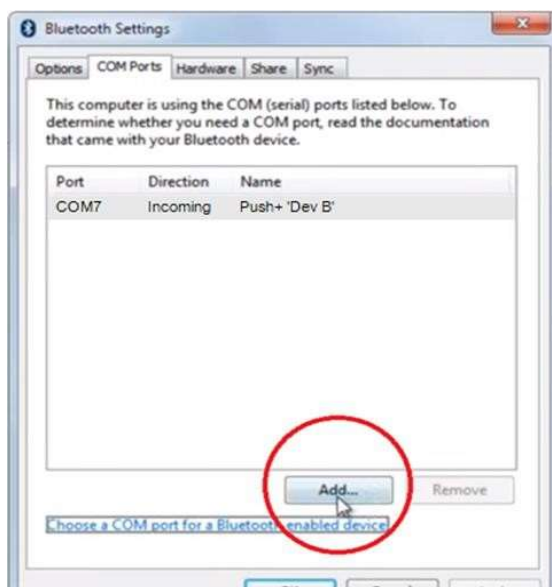 Bluetooth Settings
Options COM Ports Hardware Share Sync
This computer is using the COM (serial) ports listed below. To
determine whether you need a COM port, read the documentation
that came with your Bluetooth device.
Port Direction Name
COM7 Incoming Push+ 'Dev B'
Add... Remove
Choose a COM port for a Bluetooth enabled device